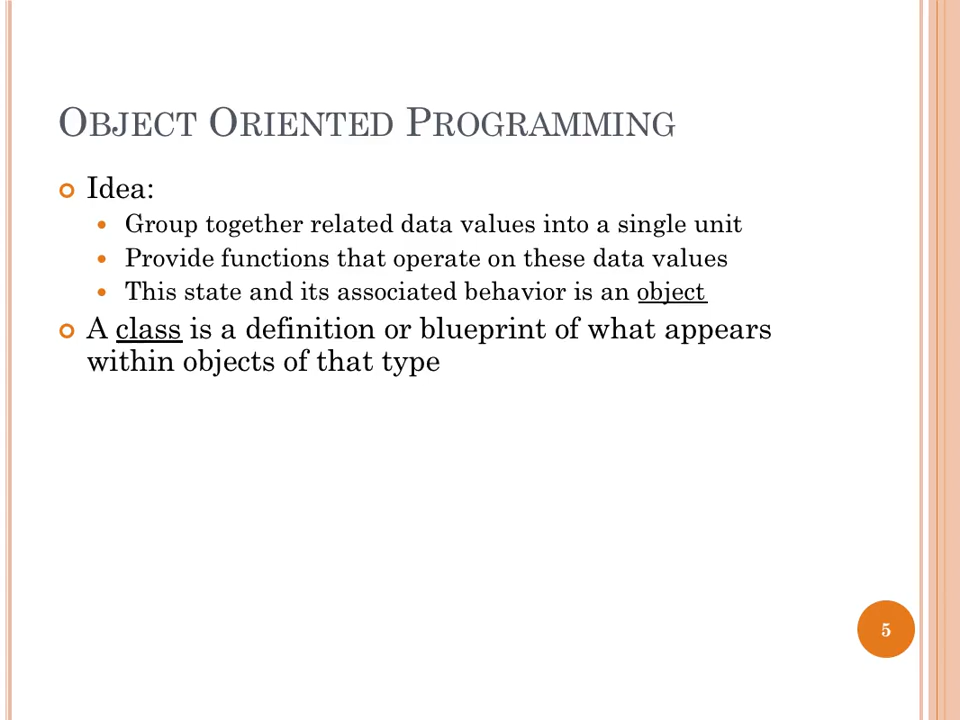 OBJECT ORIENTED PROGRAMMING
Idea:
Group together related data values into a single unit
Provide functions that operate on these data values
This state and its associated behavior is an object
A class is a definition or blueprint of what appears
within objects of that type
5